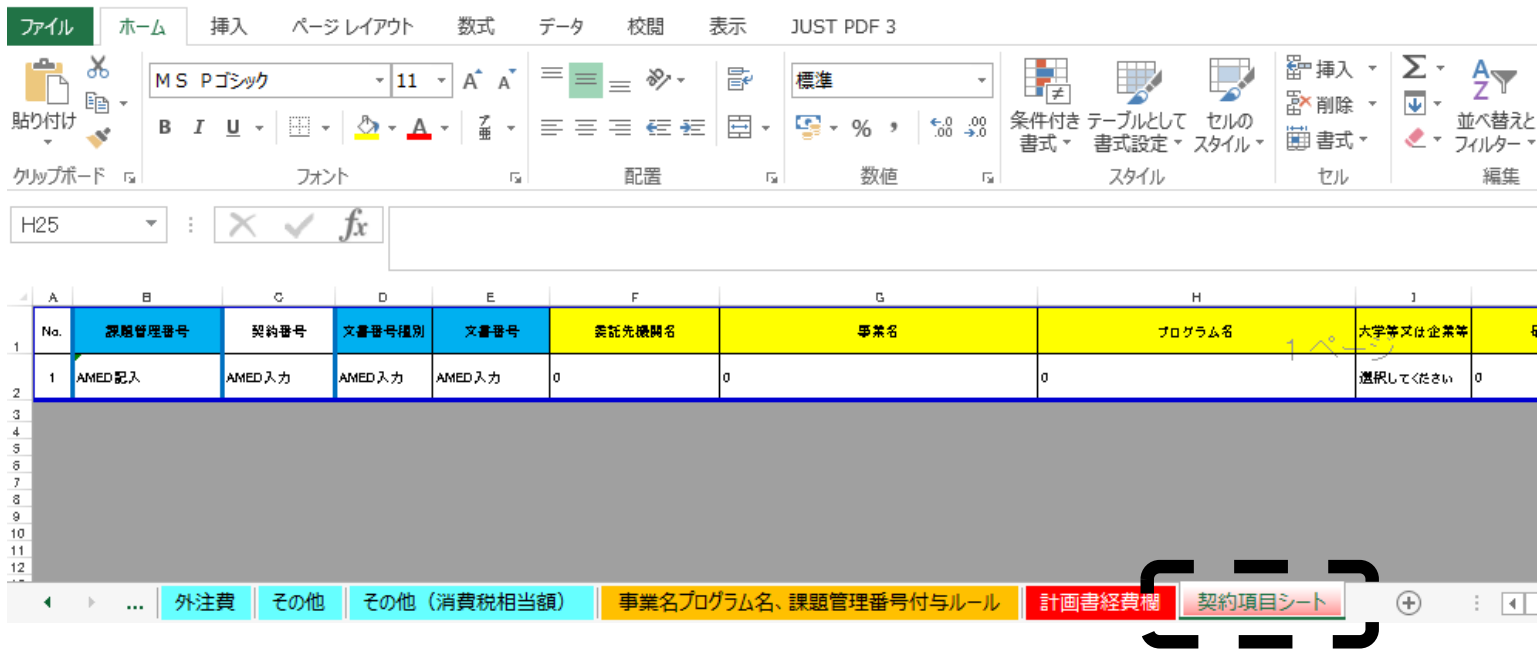 ファイル ホーム 挿入 ページ レイアウト 数式 データ 校閲 表示 JUST PDF 3
ＭＳ Ｐゴシック 11 A A 標準 挿入 Σ A Z
貼り付け B I U A ア 亜 % , .0 .00 .00 .0 条件付き書式 テーブルとして書式設定 セルのスタイル 削除 書式 並べ替えと フィルター
クリップボード フォント 配置 数値 スタイル セル 編集
H25 fx
A B C D E F G H I
1 No. 課題管理番号 契約番号 文書番号種別 文書番号 委託先機関名 事業名 プログラム名 大学等又は企業等
1 ページ
2 1 AMED記入 AMED入力 AMED入力 AMED入力 0 0 0 選択してください 0
3
4
5
6
7
8
9
10
11
12
... 外注費 その他 その他（消費税相当額） 事業名プログラム名、課題管理番号付与ルール 計画書経費欄 契約項目シート